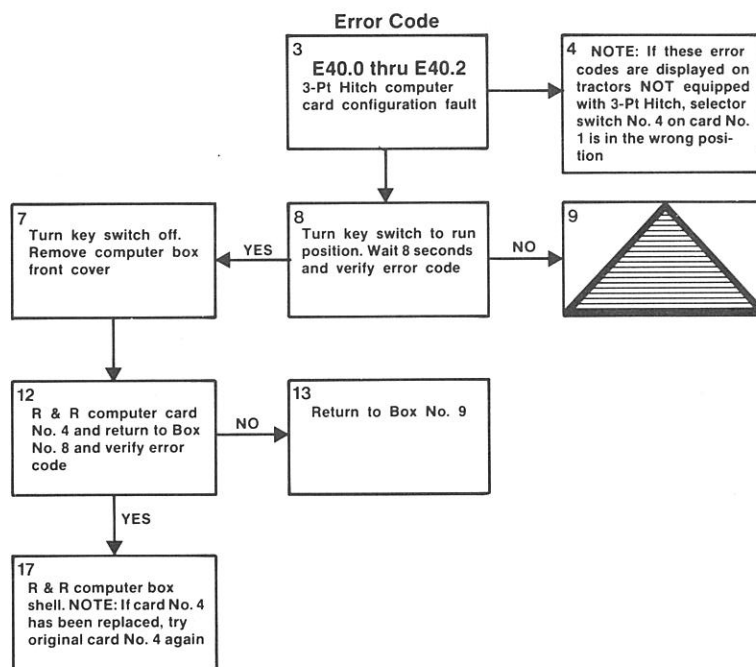 Error Code
3
E40.0 thru E40.2
3-Pt Hitch computer
card configuration fault
4
NOTE: If these error
codes are displayed on
tractors NOT equipped
with 3-Pt Hitch, selector
switch No. 4 on card No.
1 is in the wrong posi-
tion
7
Turn key switch off.
Remove computer box
front cover
YES
8
Turn key switch to run
position. Wait 8 seconds
and verify error code
NO
9
12
R & R computer card
No. 4 and return to Box
No. 8 and verify error
code
NO
13
Return to Box No. 9
YES
17
R & R computer box
shell. NOTE: If card No. 4
has been replaced, try
original card No. 4 again